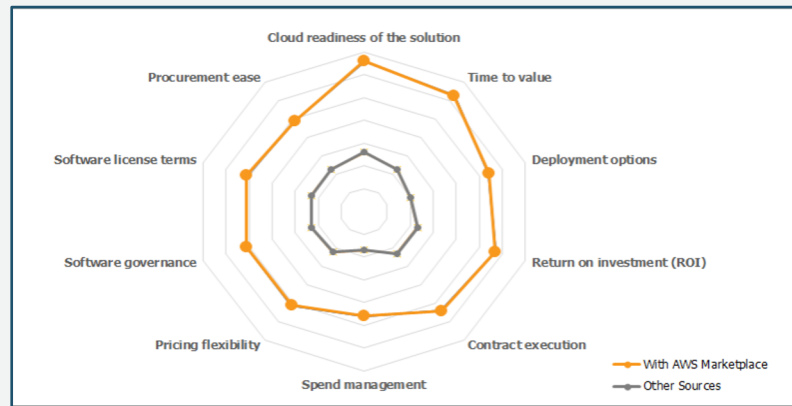 Cloud readiness of the solution
Procurement ease
Time to value
Software license terms
Deployment options
Software governance
Return on investment (ROI)
Pricing flexibility
Contract execution
Spend management
With AWS Marketplace
Other Sources